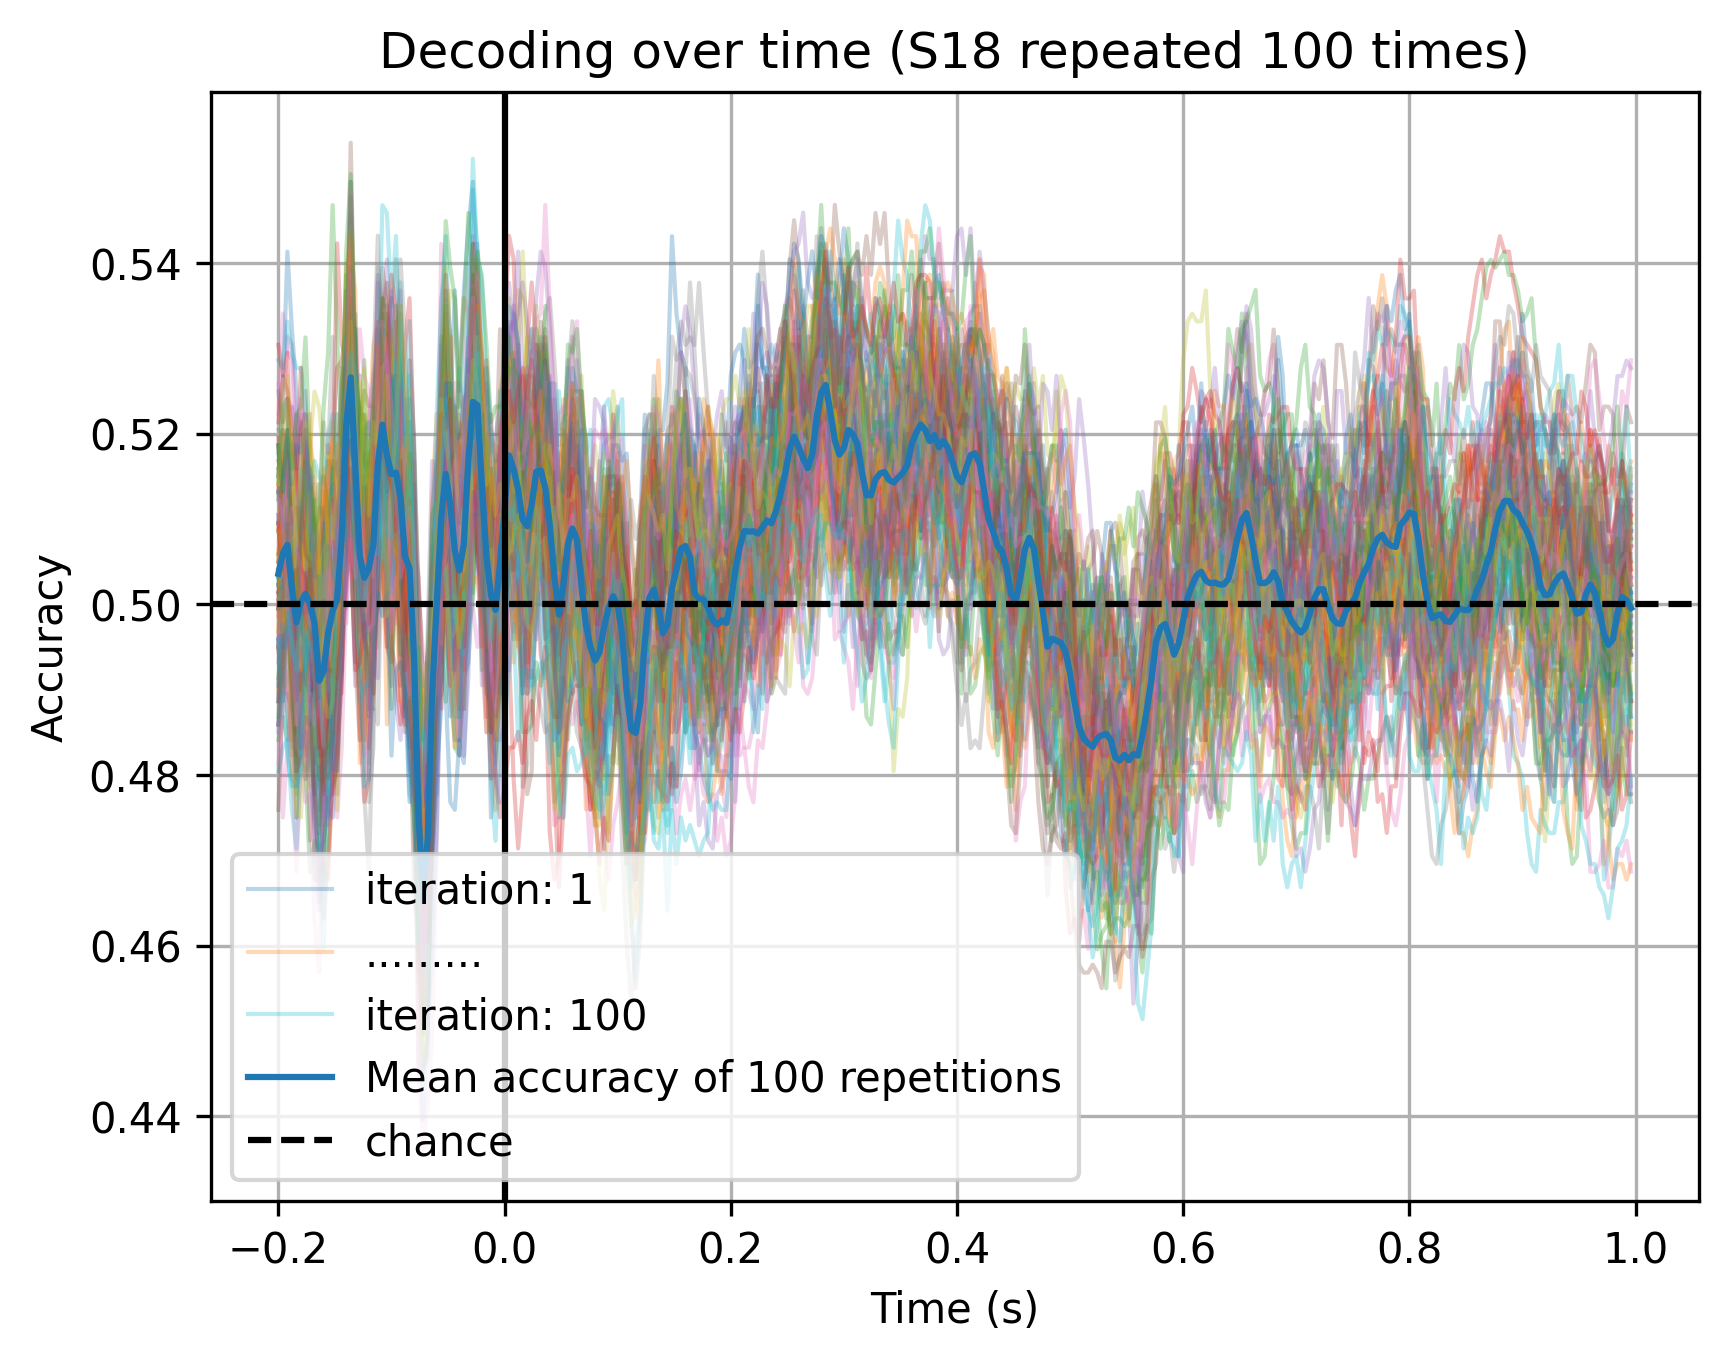 Decoding over time (S18 repeated 100 times)
Accuracy
0.54
0.52
0.50
0.48
0.46
0.44
iteration: 1
.........
iteration: 100
Mean accuracy of 100 repetitions
chance
−0.2 0.0 0.2 0.4 0.6 0.8 1.0
Time (s)